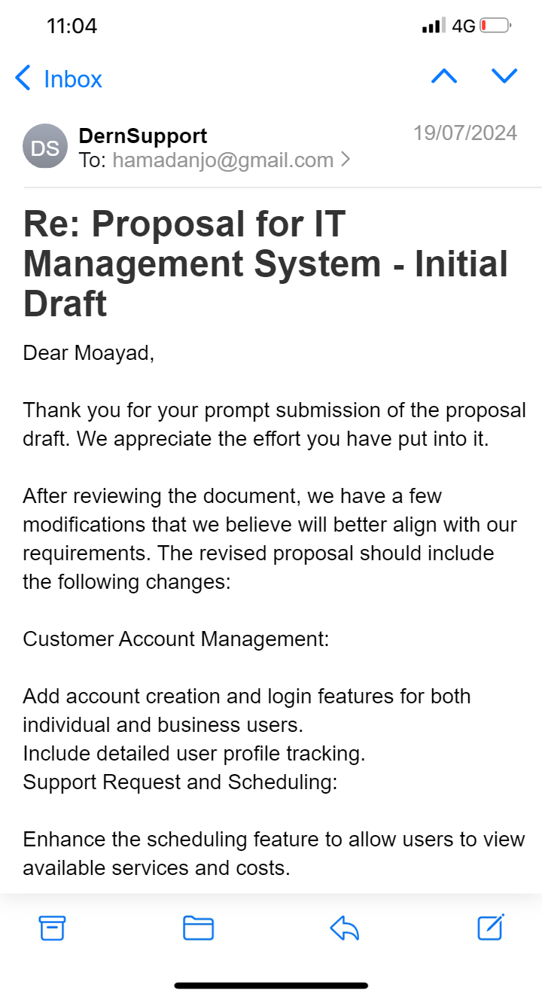 11:04
4G
Inbox
DS
DernSupport
19/07/2024
To: hamadanjo@gmail.com
Re: Proposal for IT
Management System - Initial
Draft
Dear Moayad,
Thank you for your prompt submission of the proposal
draft. We appreciate the effort you have put into it.
After reviewing the document, we have a few
modifications that we believe will better align with our
requirements. The revised proposal should include
the following changes:
Customer Account Management:
Add account creation and login features for both
individual and business users.
Include detailed user profile tracking.
Support Request and Scheduling:
Enhance the scheduling feature to allow users to view
available services and costs.